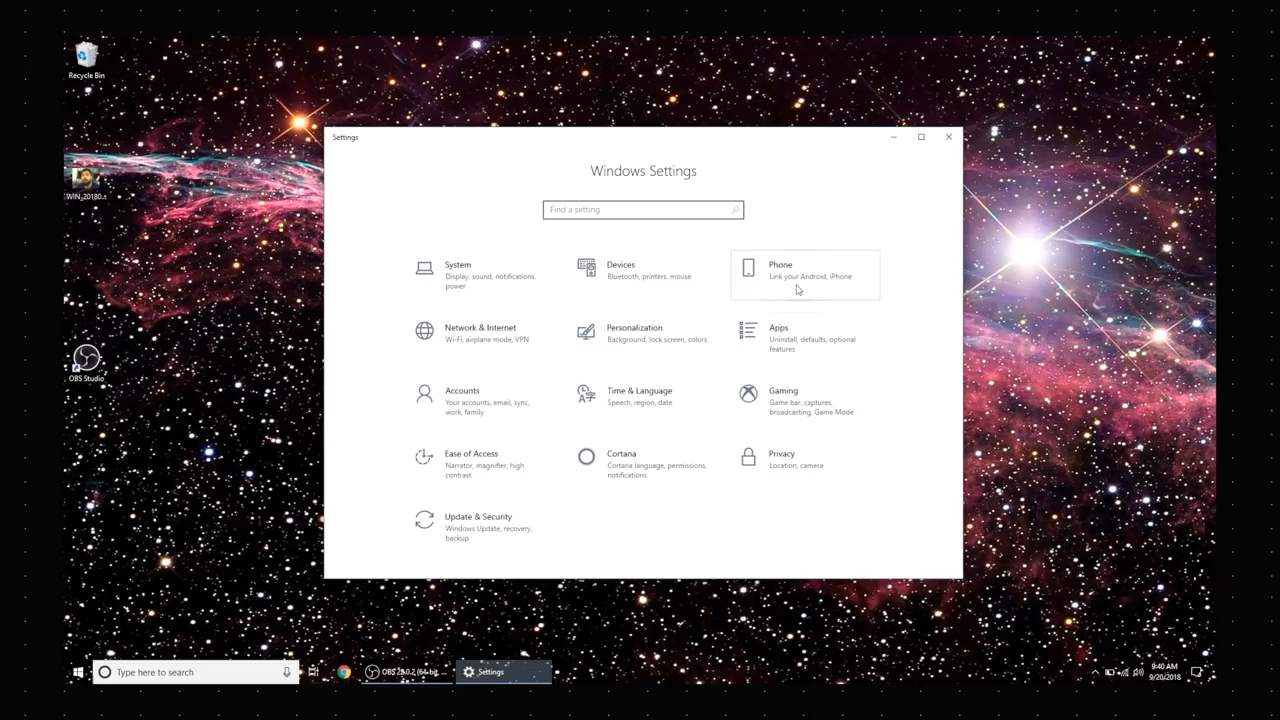 Recycle Bin
WIN_20180...
OBS Studio
Settings
Windows Settings
Find a setting
System
Display, sound, notifications,
power
Devices
Bluetooth, printers, mouse
Phone
Link your Android, iPhone
Network & Internet
Wi-Fi, airplane mode, VPN
Personalization
Background, lock screen, colors
Apps
Uninstall, defaults, optional
features
Accounts
Your accounts, email, sync,
work, family
Time & Language
Speech, region, date
Gaming
Game bar, captures,
broadcasting, Game Mode
Ease of Access
Narrator, magnifier, high
contrast
Cortana
Cortana language, permissions,
notifications
Privacy
Location, camera
Update & Security
Windows Update, recovery,
backup
Type here to search
OBS (64-bit, ...
Settings
9:40 AM
9/20/2018